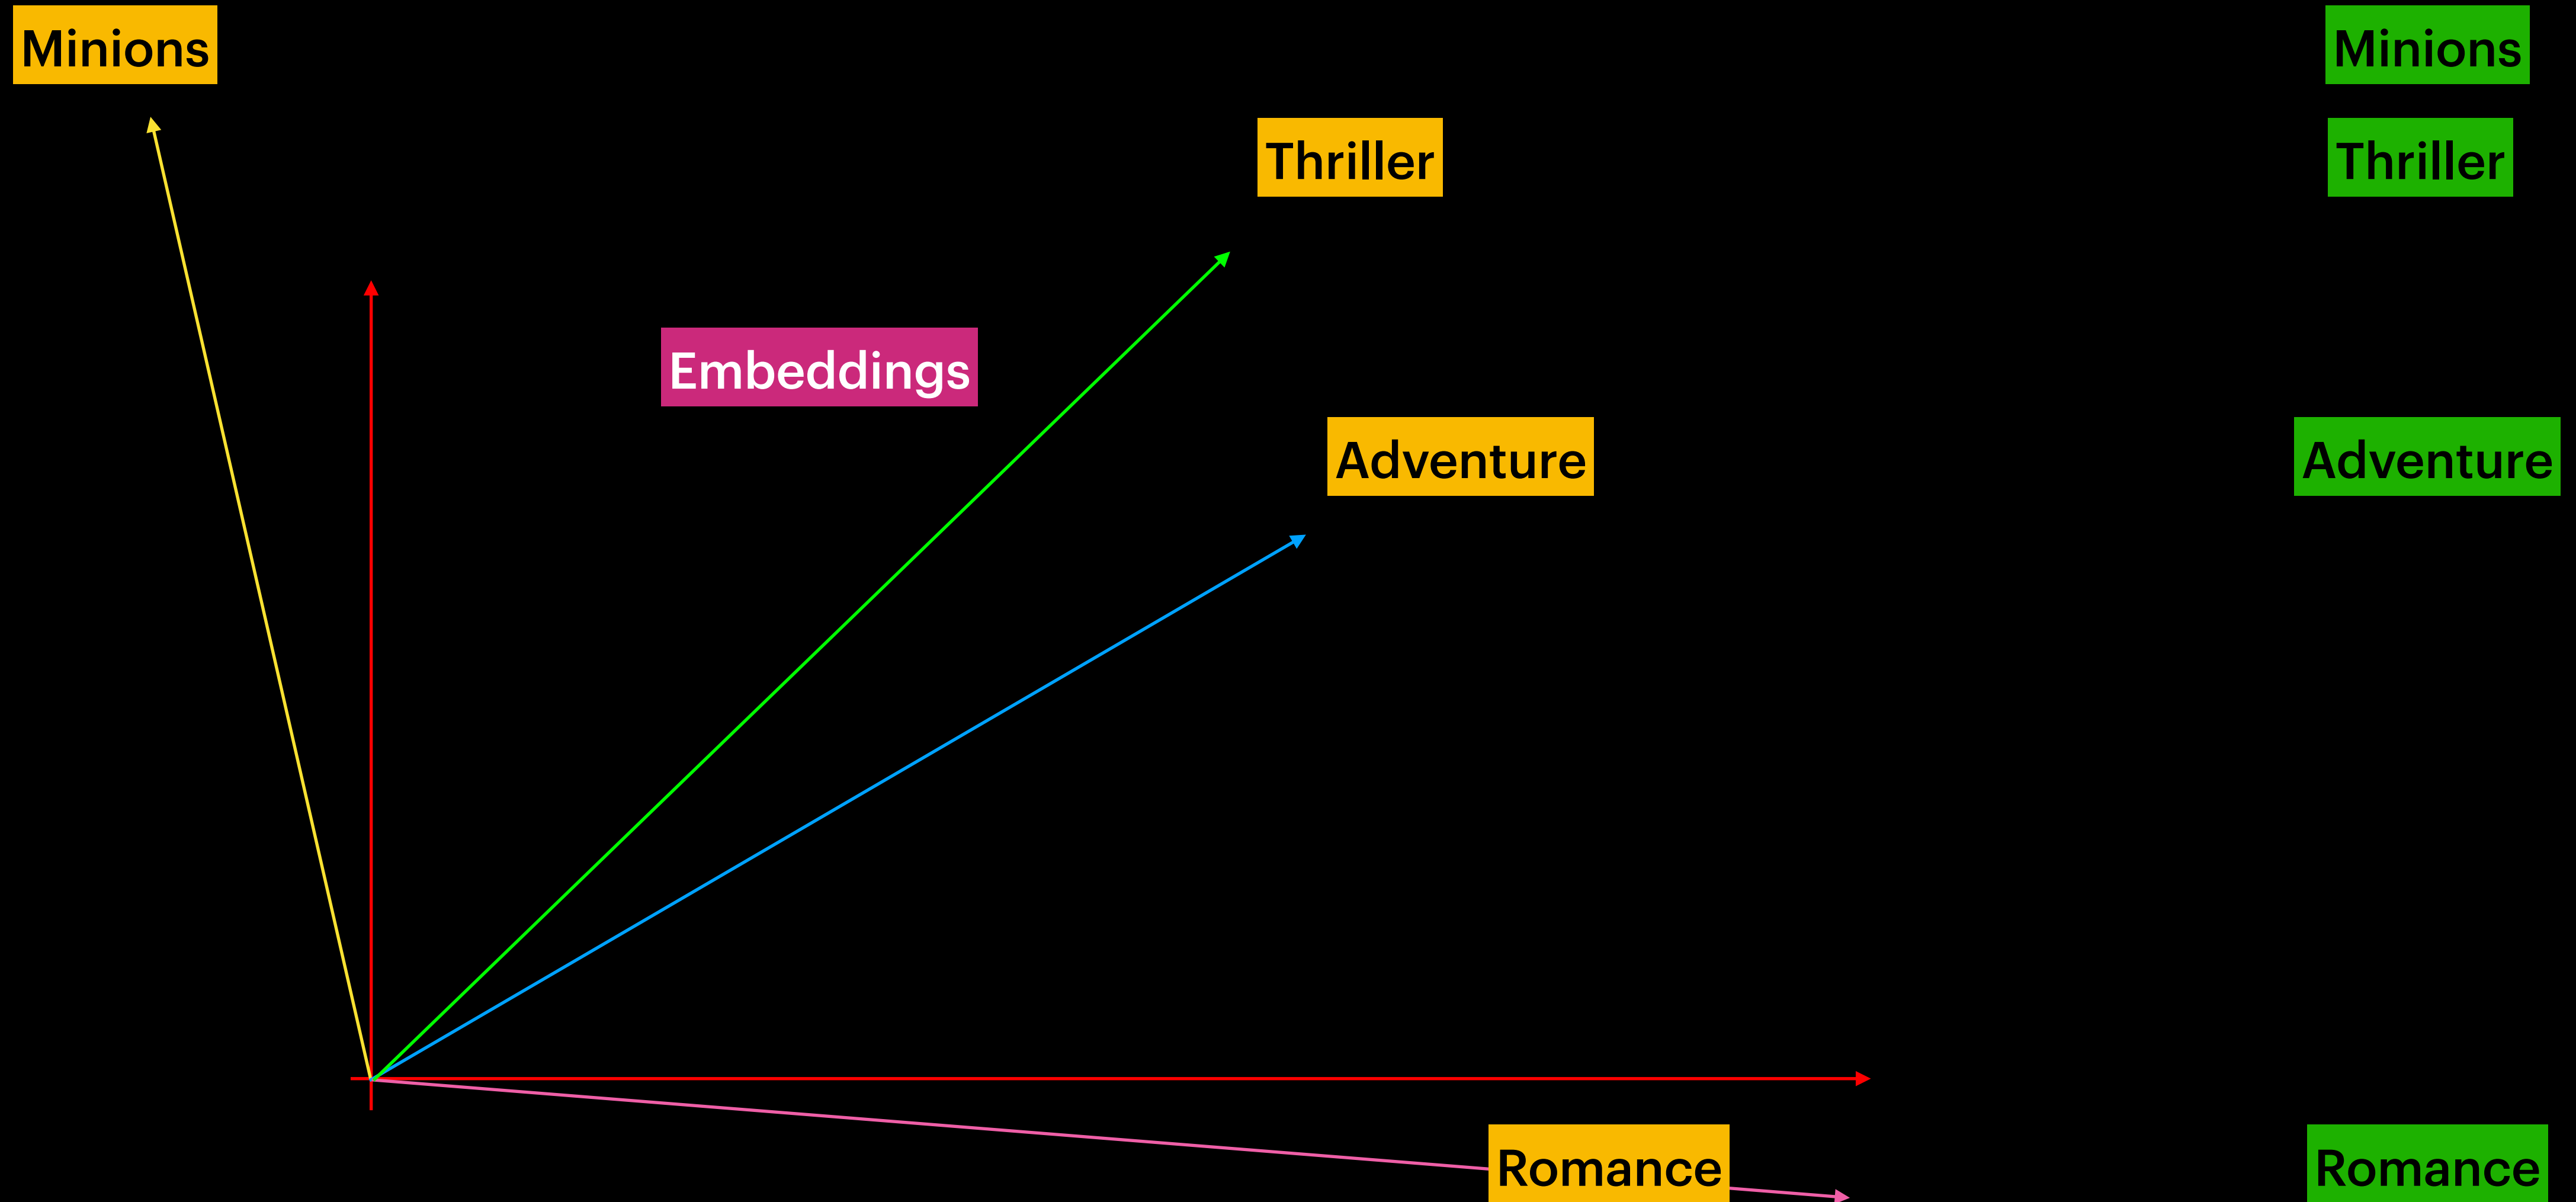 Minions
Minions
Thriller
Thriller
Embeddings
Adventure
Adventure
Romance
Romance